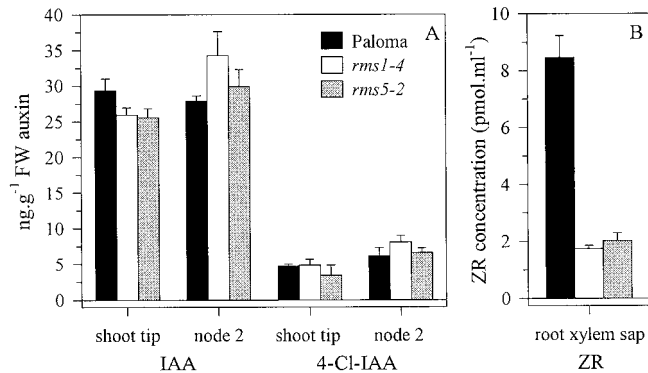 40
35
30
25
20
15
10
5
0
ng.g⁻¹ FW auxin
A
Paloma
rms1-4
rms5-2
shoot tip node 2 shoot tip node 2
IAA 4-Cl-IAA
10
8
6
4
2
0
ZR concentration (pmol.ml⁻¹)
B
root xylem sap
ZR